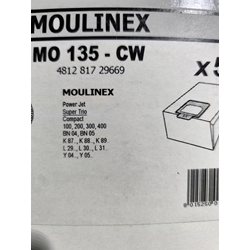 MOULINEX
MO 135 - CW
4812 817 29669
x5
MOULINEX
Power Jet
Super Trio
Compact
100, 200, 300, 400
BN 04, BN 05
K 87.., K 88.., K 89.
L 29.., L 30.., L 31.
Y 04.., Y 05..